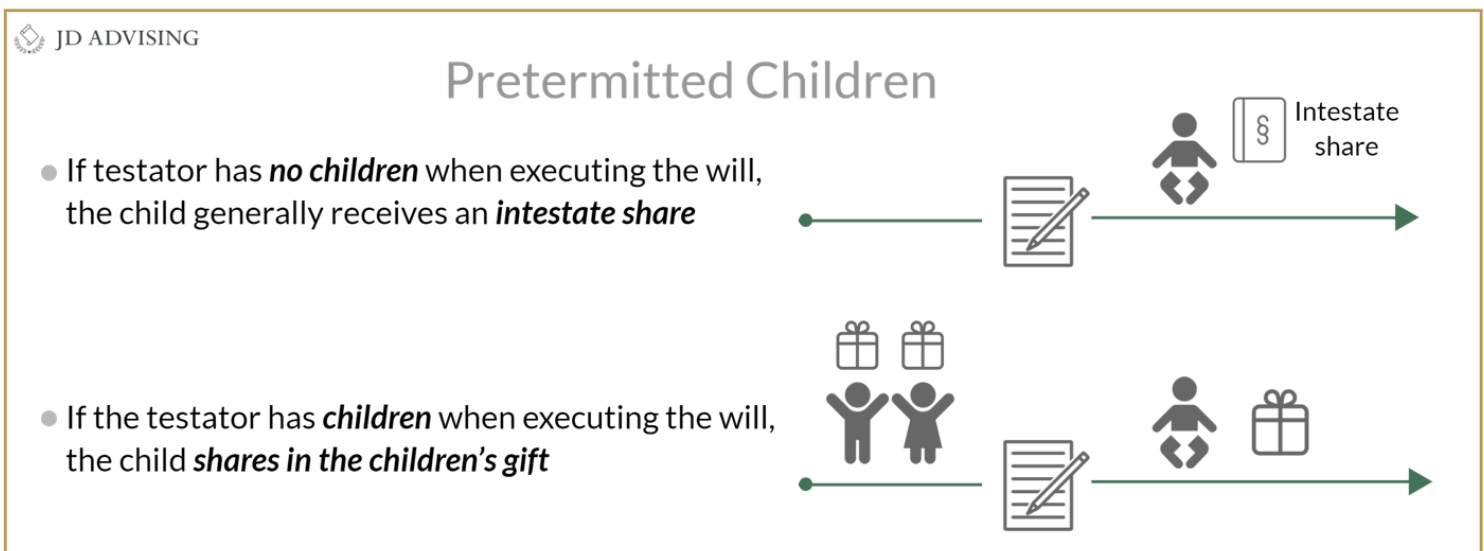 JD ADVISING
Pretermitted Children
If testator has no children when executing the will,
the child generally receives an intestate share
§
Intestate
share
If the testator has children when executing the will,
the child shares in the children's gift